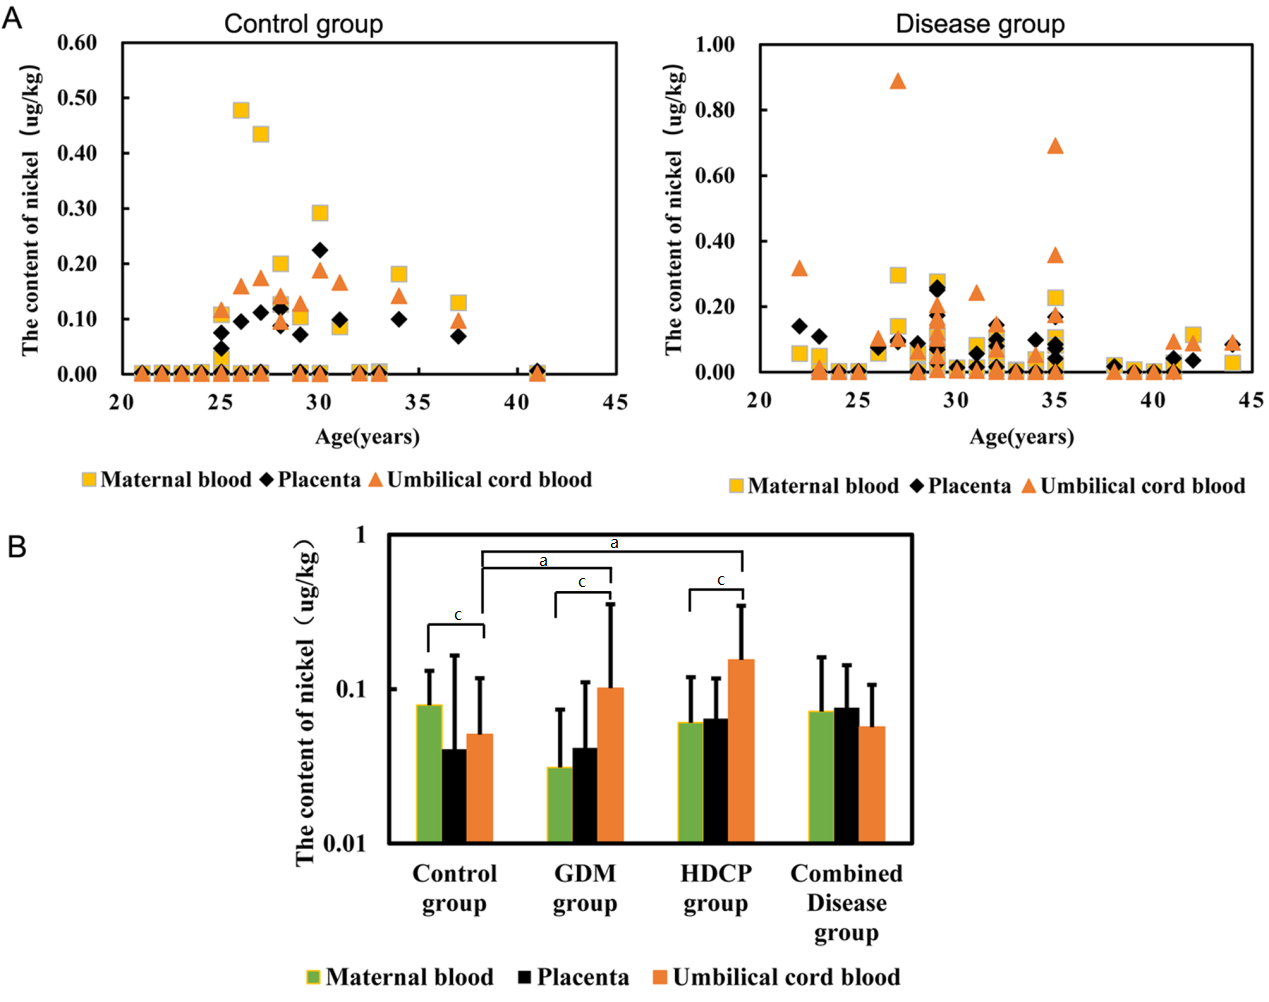 A
Control group
Disease group
The content of nickel (ug/kg)
0.60
0.50
0.40
0.30
0.20
0.10
0.00
20 25 30 35 40 45
Age(years)
Maternal blood Placenta Umbilical cord blood
The content of nickel (ug/kg)
1.00
0.80
0.60
0.40
0.20
0.00
20 25 30 35 40 45
Age(years)
Maternal blood Placenta Umbilical cord blood
B
The content of nickel (ug/kg)
1
0.1
0.01
a
a
c
c
c
Control
group
GDM
group
HDCP
group
Combined
Disease
group
Maternal blood Placenta Umbilical cord blood